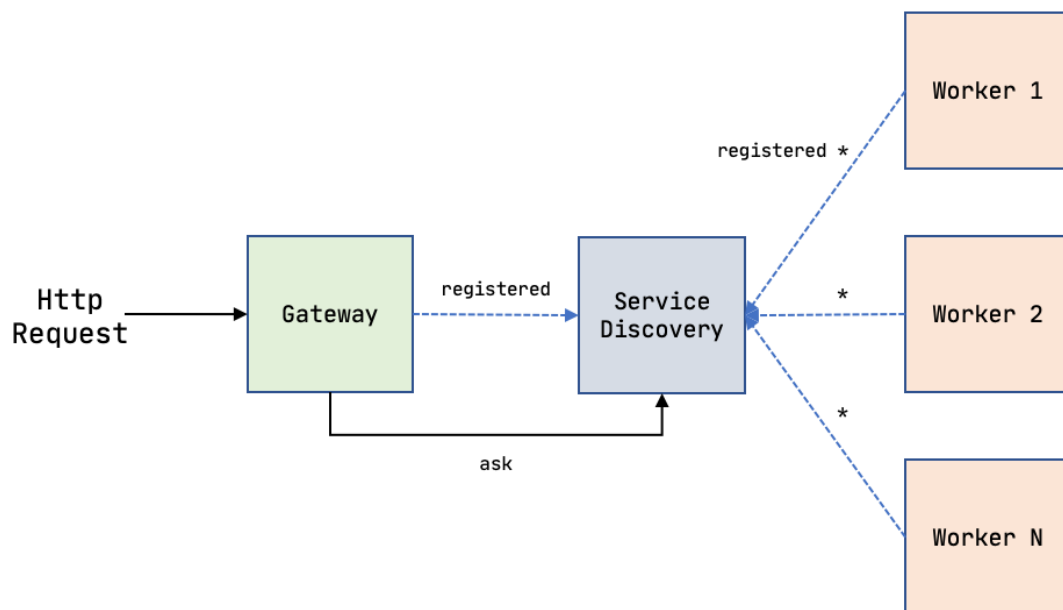 Worker 1
registered *
Http
Request
Gateway
registered
Service
Discovery
*
Worker 2
*
ask
Worker N